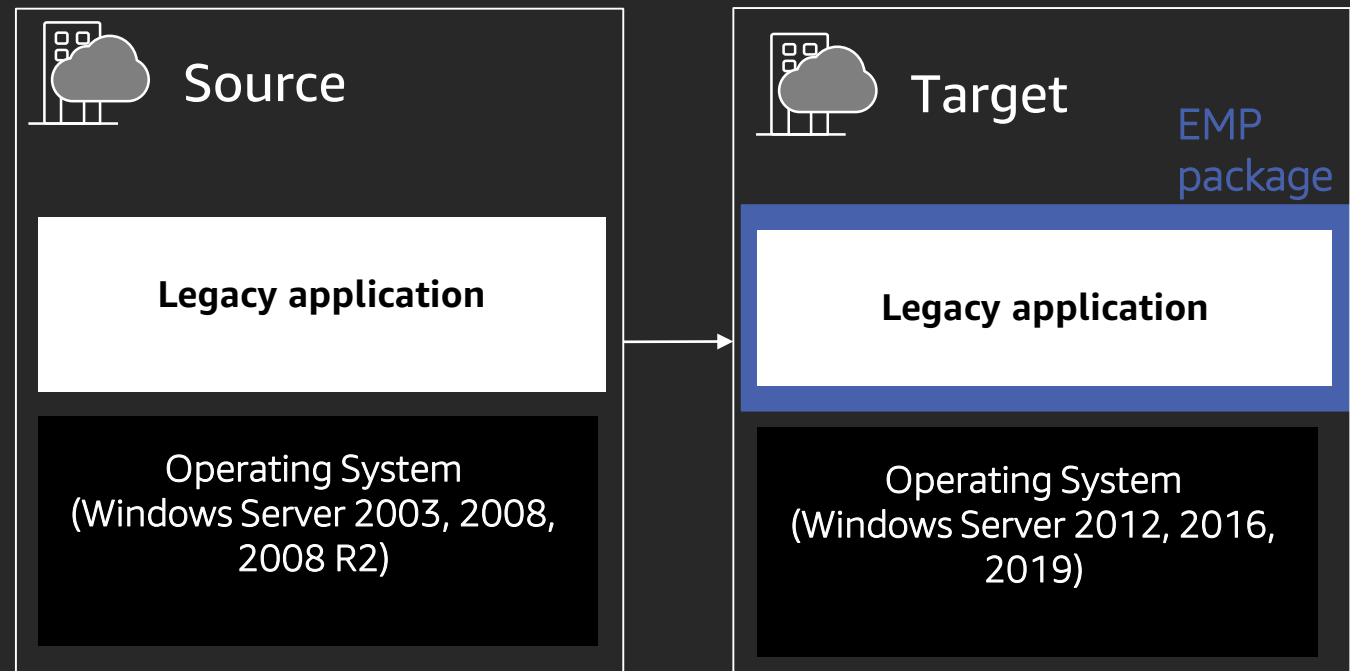 Source
Legacy application
Operating System
(Windows Server 2003, 2008,
2008 R2)
Target
EMP
package
Legacy application
Operating System
(Windows Server 2012, 2016,
2019)